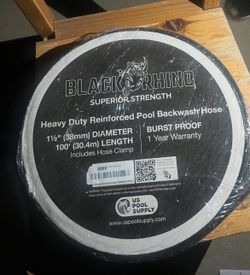 BLACK RHINO
SUPERIOR STRENGTH
Heavy Duty Reinforced Pool Backwash Hose
1½" (38mm) DIAMETER
100' (30.4m) LENGTH
Includes Hose Clamp
BURST PROOF
1 Year Warranty
US
POOL
SUPPLY
www.uspoolsupply.com